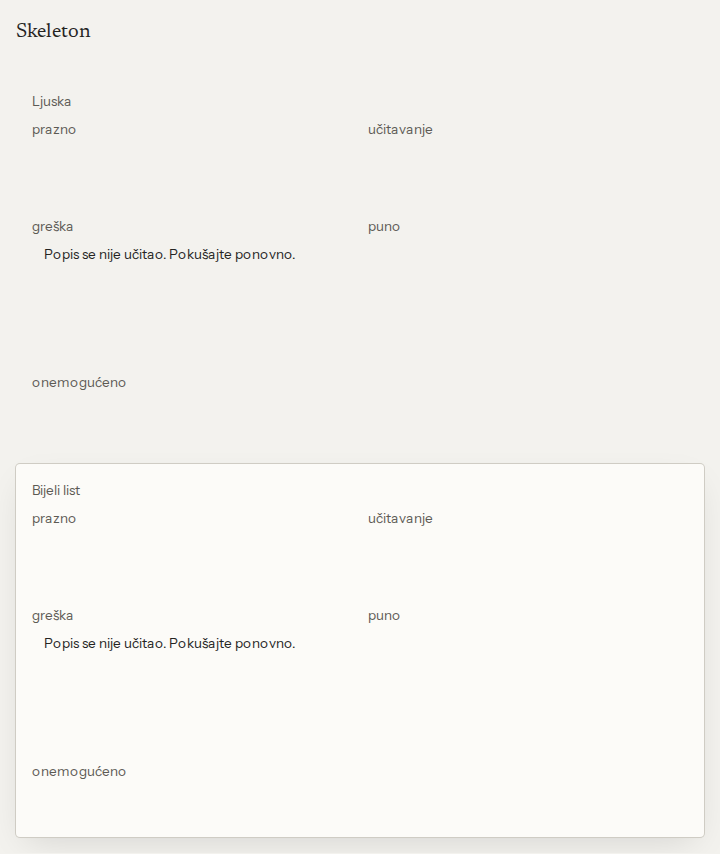 Skeleton
Ljuska
prazno
učitavanje
greška
puno
Popis se nije učitao. Pokušajte ponovno.
onemogućeno
Bijeli list
prazno
učitavanje
greška
puno
Popis se nije učitao. Pokušajte ponovno.
onemogućeno